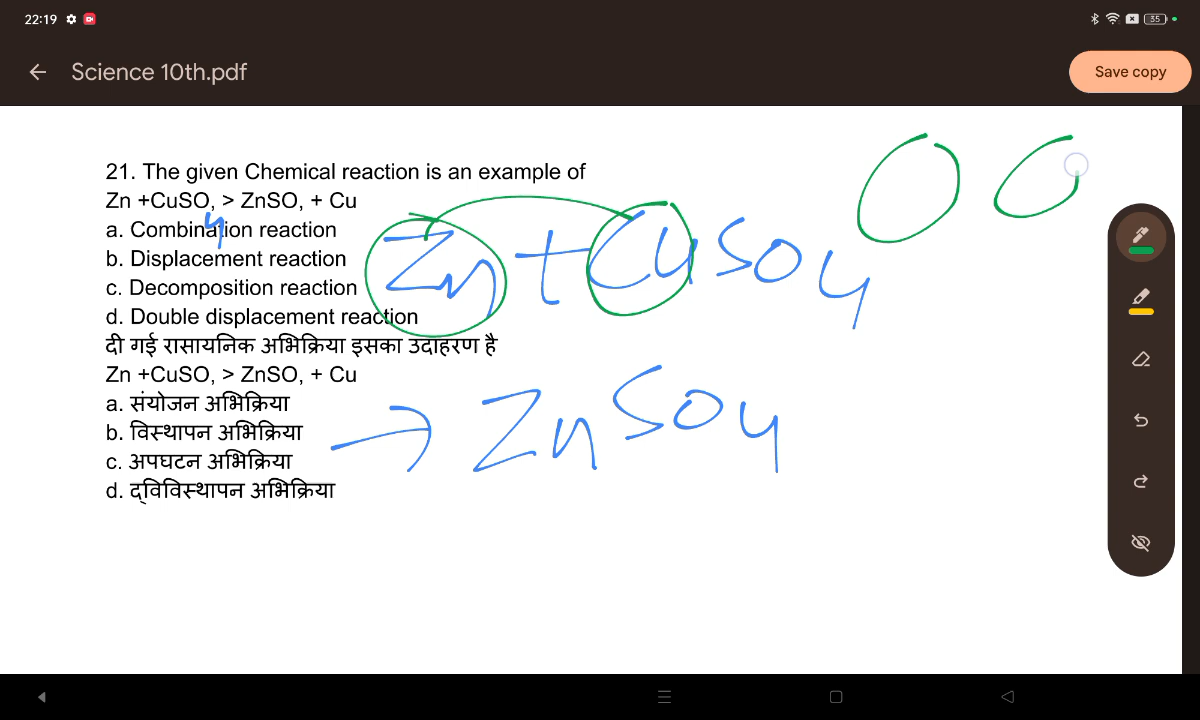 22:19
35
Science 10th.pdf
Save copy
21. The given Chemical reaction is an example of
Zn +CuSO, > ZnSO, + Cu
4
a. Combination reaction
b. Displacement reaction
c. Decomposition reaction
d. Double displacement reaction
Zn + CuSO4
दी गई रासायनिक अभिक्रिया इसका उदाहरण है
Zn +CuSO, > ZnSO, + Cu
a. संयोजन अभिक्रिया
b. विस्थापन अभिक्रिया
c. अपघटन अभिक्रिया
d. द्विविस्थापन अभिक्रिया
→ ZnSO4